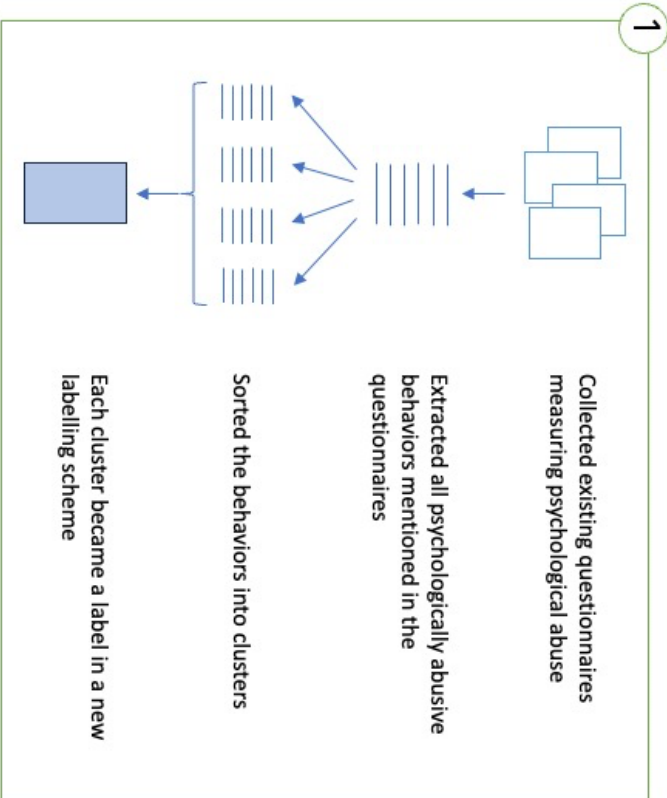 1
Collected existing questionnaires
measuring psychological abuse
Extracted all psychologically abusive
behaviors mentioned in the
questionnaires
Sorted the behaviors into clusters
Each cluster became a label in a new
labelling scheme